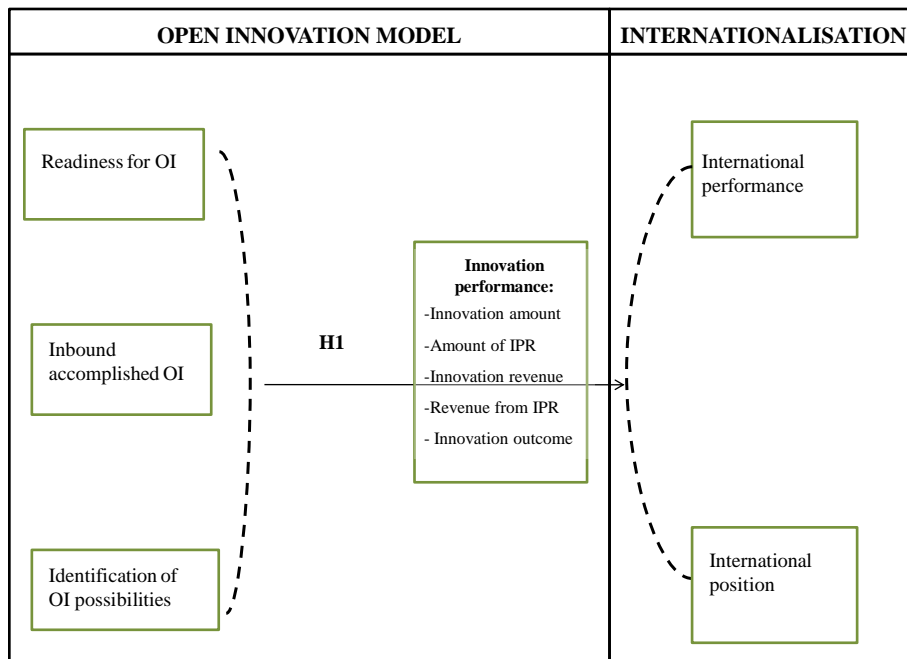 OPEN INNOVATION MODEL
INTERNATIONALISATION
Readiness for OI
Inbound
accomplished OI
Identification of
OI possibilities
H1
Innovation
performance:
-Innovation amount
-Amount of IPR
-Innovation revenue
-Revenue from IPR
- Innovation outcome
International
performance
International
position